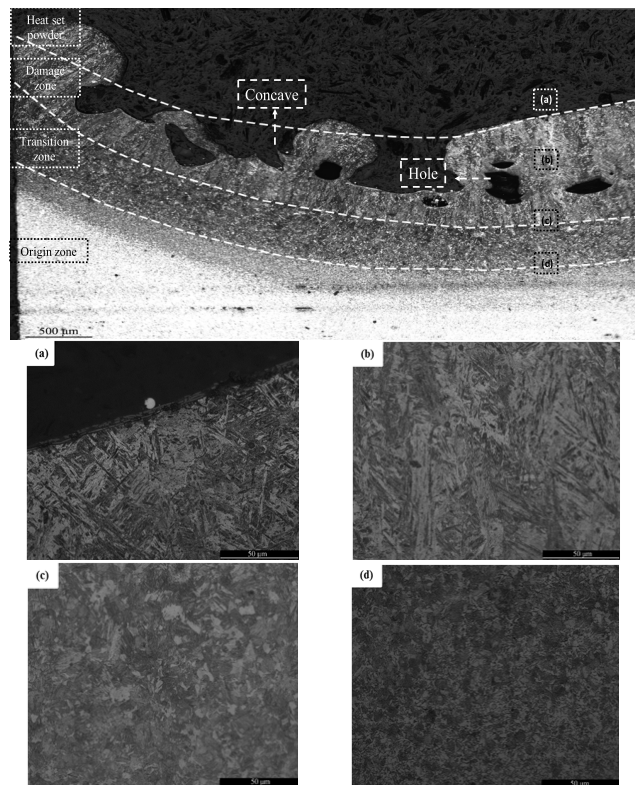 Heat set
powder
Damage
zone
Concave
(a)
Transition
zone
(b)
Hole
(c)
Origin zone
(d)
500 μm
(a)
(b)
50 μm
50 μm
(c)
(d)
50 μm
50 μm